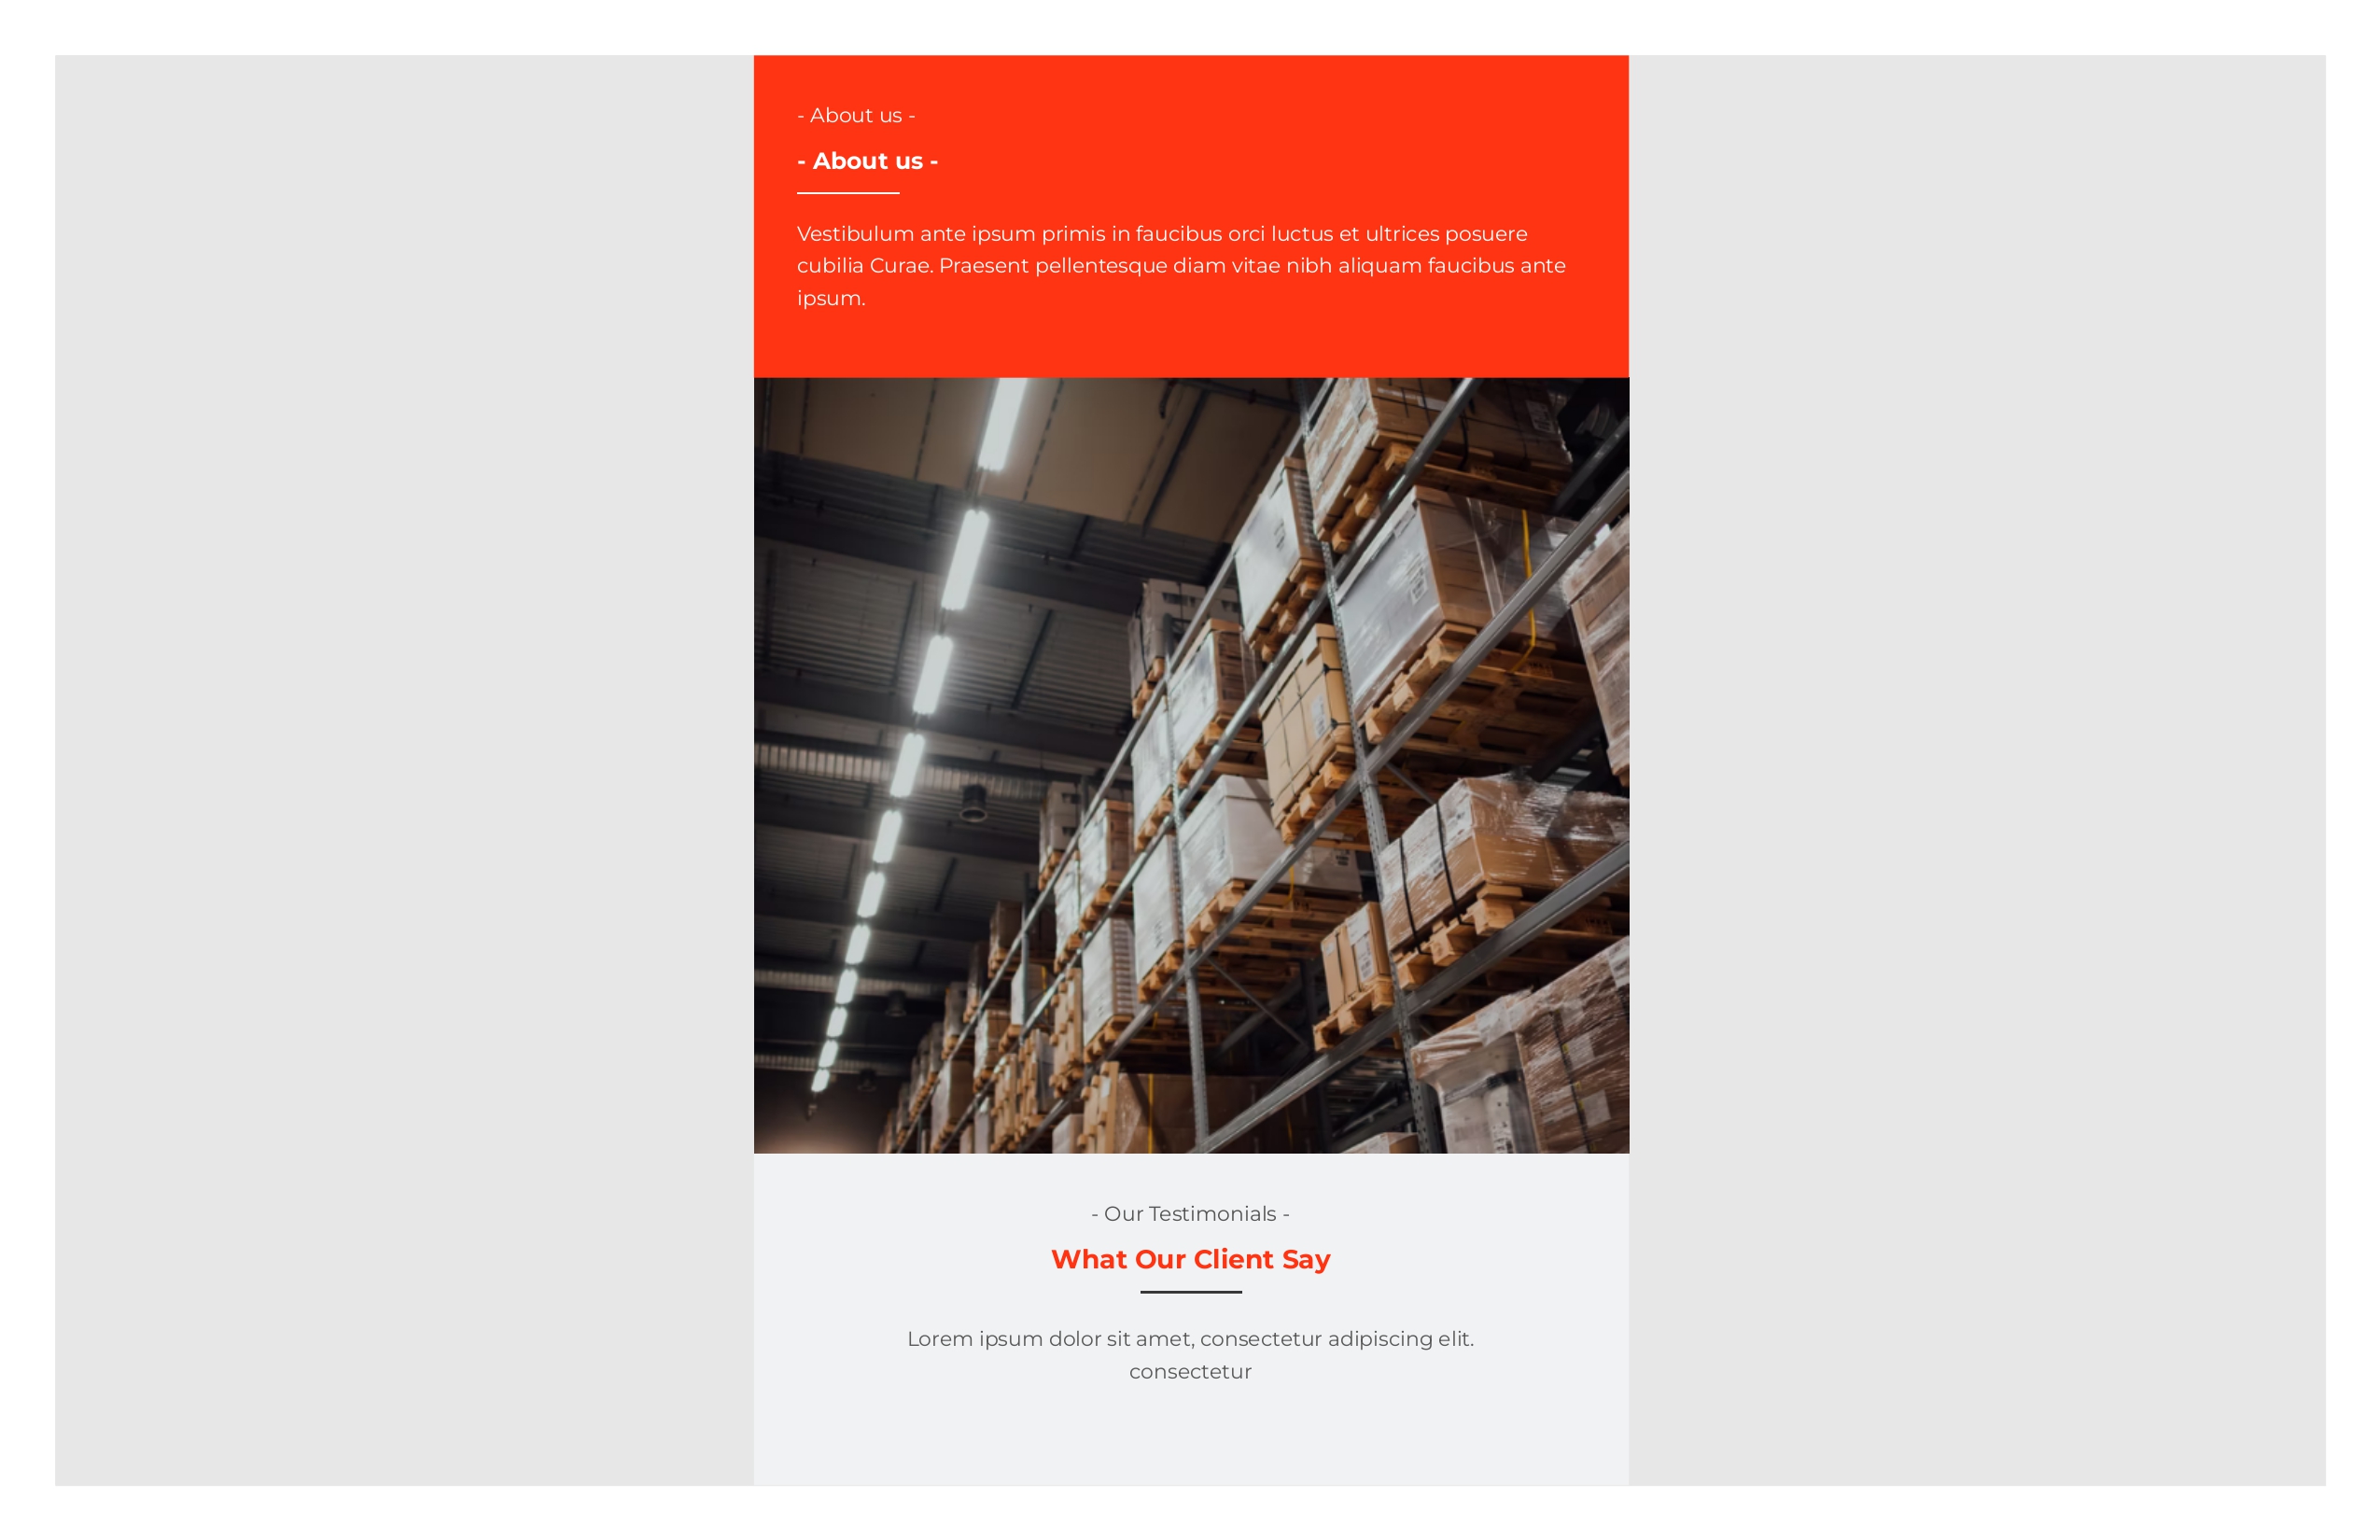 - About us -
- About us -
Vestibulum ante ipsum primis in faucibus orci luctus et ultrices posuere
cubilia Curae. Praesent pellentesque diam vitae nibh aliquam faucibus ante
ipsum.
- Our Testimonials -
What Our Client Say
Lorem ipsum dolor sit amet, consectetur adipiscing elit.
consectetur